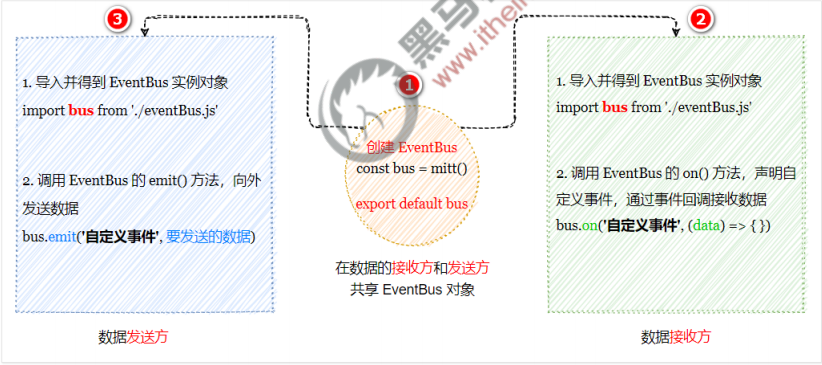 3
1. 导入并得到 EventBus 实例对象
import bus from './eventBus.js'
2. 调用 EventBus 的 emit() 方法，向外
发送数据
bus.emit('自定义事件', 要发送的数据)
数据发送方
黑马
www.ithei
1
创建 EventBus
const bus = mitt()
export default bus
在数据的接收方和发送方
共享 EventBus 对象
2
1. 导入并得到 EventBus 实例对象
import bus from './eventBus.js'
2. 调用 EventBus 的 on() 方法，声明自
定义事件，通过事件回调接收数据
bus.on('自定义事件', (data) => { })
数据接收方